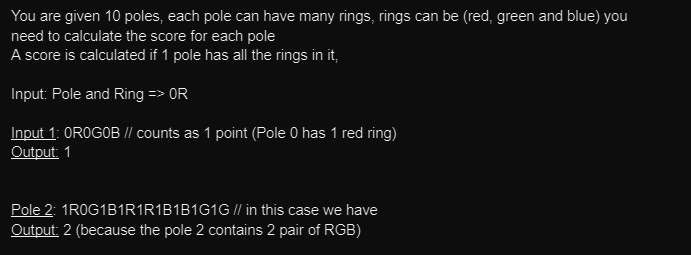 You are given 10 poles, each pole can have many rings, rings can be (red, green and blue) you
need to calculate the score for each pole
A score is calculated if 1 pole has all the rings in it,
Input: Pole and Ring => 0R
Input 1: 0R0G0B // counts as 1 point (Pole 0 has 1 red ring)
Output: 1
Pole 2: 1R0G1B1R1R1B1B1G1G // in this case we have
Output: 2 (because the pole 2 contains 2 pair of RGB)